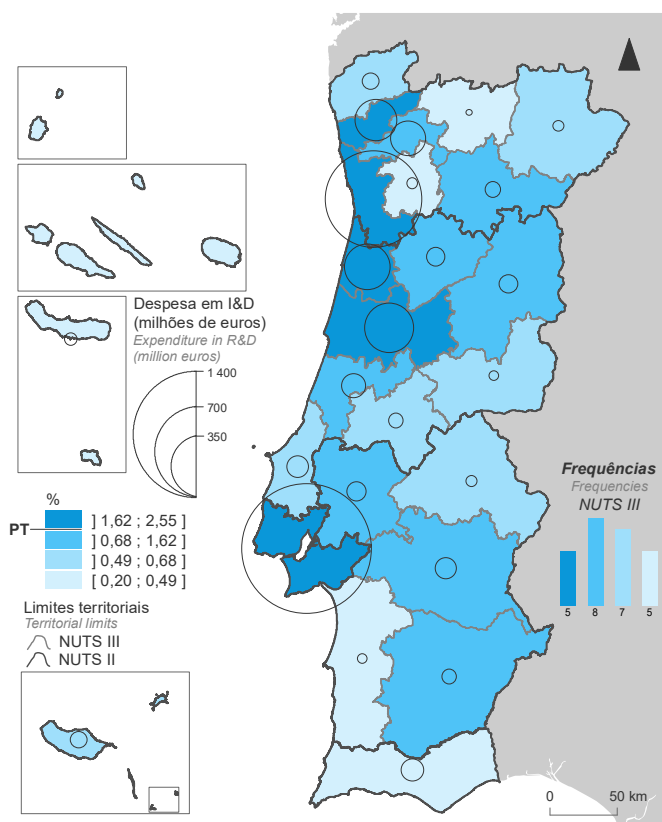 Despesa em I&D
(milhões de euros)
Expenditure in R&D
(million euros)
1 400
700
350
%
PT
] 1,62 ; 2,55 ]
] 0,68 ; 1,62 ]
] 0,49 ; 0,68 ]
[ 0,20 ; 0,49 ]
Limites territoriais
Territorial limits
NUTS III
NUTS II
Frequências
Frequencies
NUTS III
5 8 7 5
0 50 km